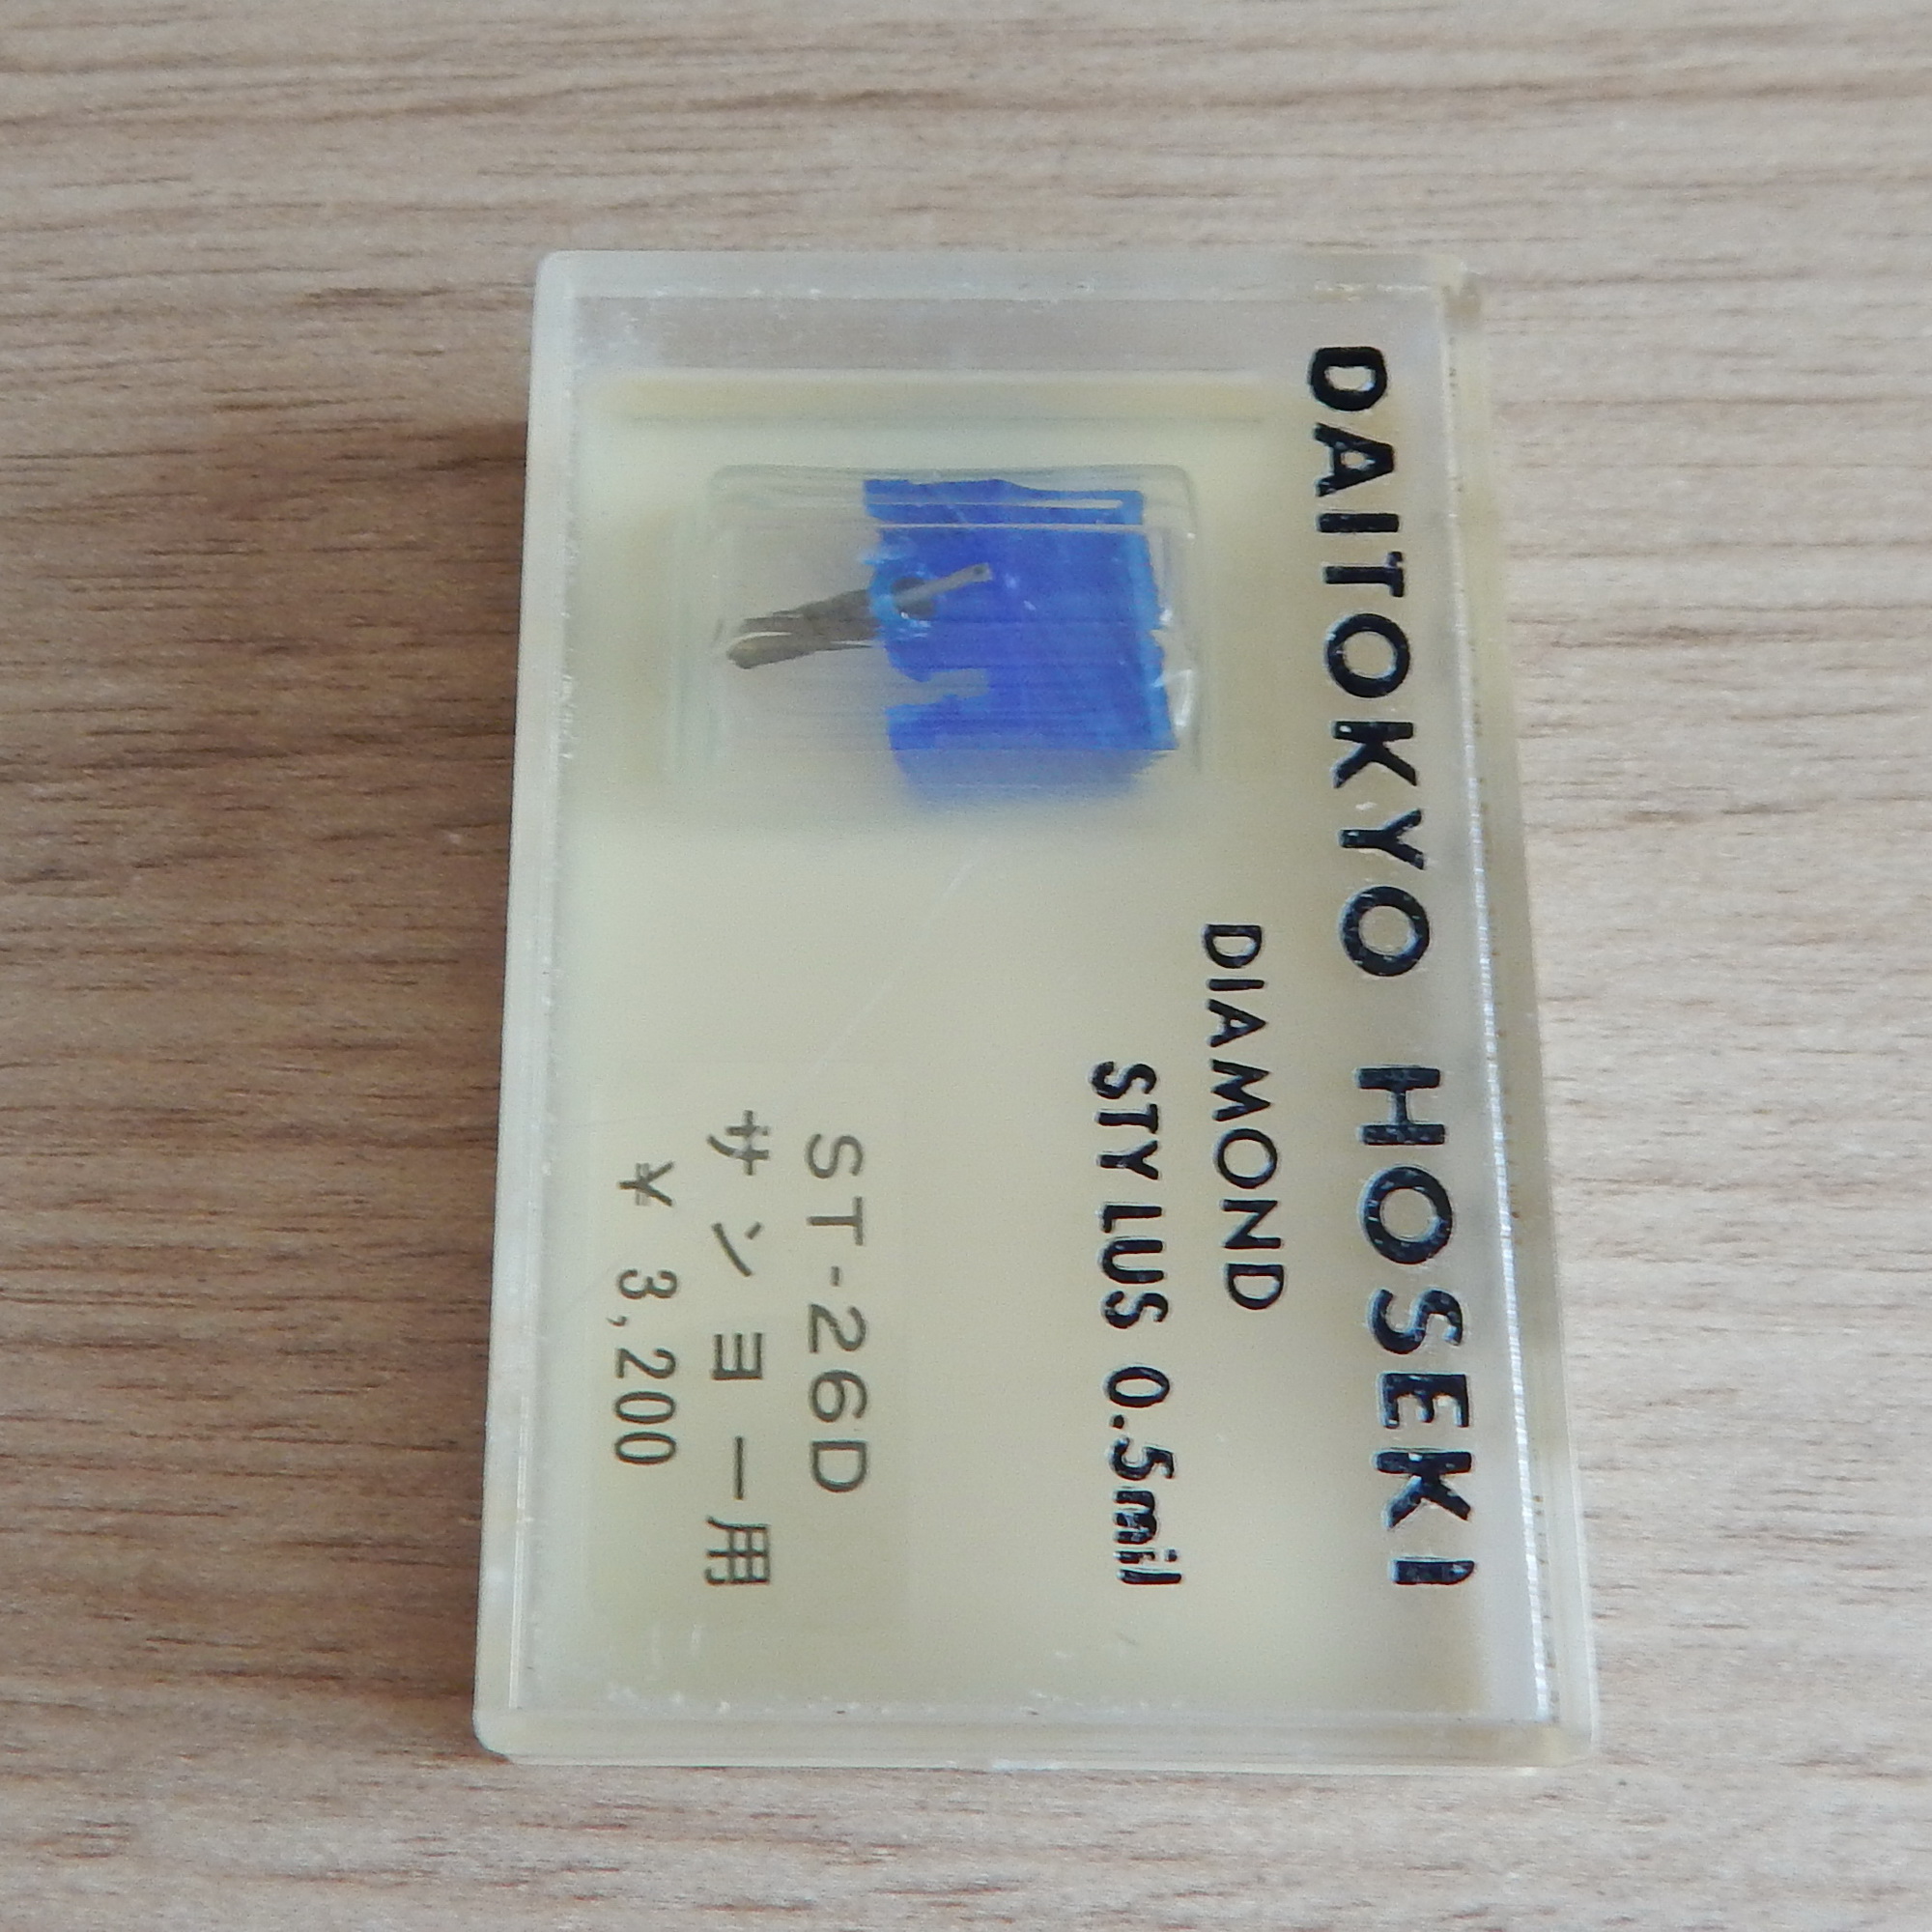 DAITOKYO HOSEKI
DIAMOND
STYLUS 0.5mil
ST-26D
サンヨー用
¥ 3,200